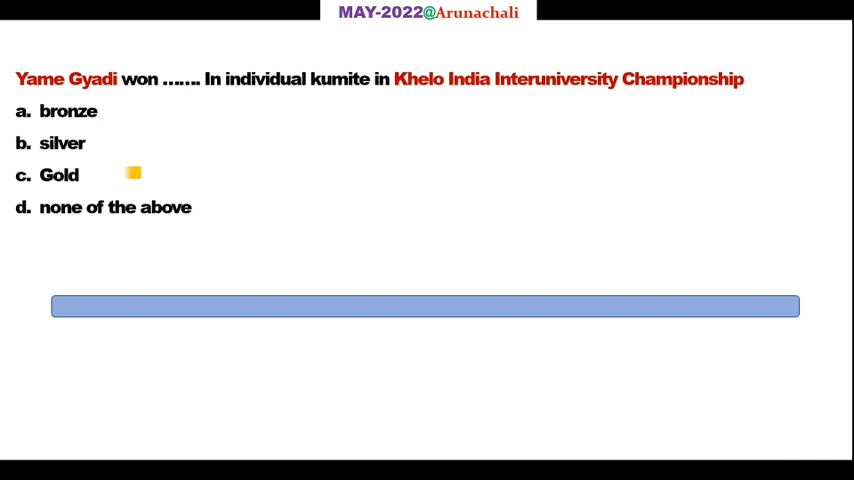 MAY-2022@Arunachali
Yame Gyadi won ……. In individual kumite in Khelo India Interuniversity Championship
a. bronze
b. silver
c. Gold
d. none of the above